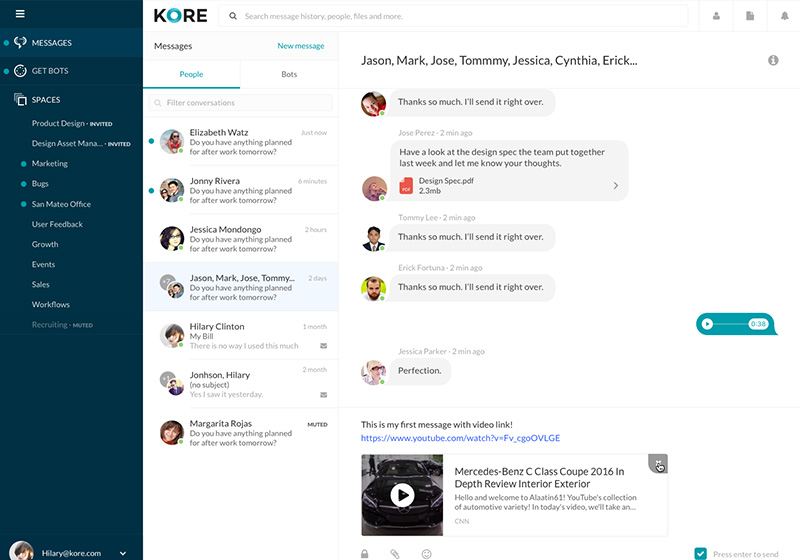 KORE
Search message history, people, files and more.
MESSAGES
GET BOTS
SPACES
Product Design - INVITED
Design Asset Mana... - INVITED
Marketing
Bugs
San Mateo Office
User Feedback
Growth
Events
Sales
Workflows
Recruiting - MUTED
Hilary@kore.com
Messages
New message
People
Bots
Filter conversations
Elizabeth Watz
Just now
Do you have anything planned
for after work tomorrow?
Jonny Rivera
6 minutes
Do you have anything planned
for after work tomorrow?
Jessica Mondongo
2 hours
Do you have anything planned
for after work tomorrow?
Jason, Mark, Jose, Tommy...
2 days
Do you have anything planned
for after work tomorrow?
Hilary Clinton
1 month
My Bill
There is no way I used this much
Jonhson, Hilary
2 month
(no subject)
Yes I saw it yesterday.
Margarita Rojas
MUTED
Do you have anything planned
for after work tomorrow?
Jason, Mark, Jose, Tommmy, Jessica, Cynthia, Erick...
Thanks so much. I'll send it right over.
Jose Perez - 2 min ago
Have a look at the design spec the team put together
last week and let me know your thoughts.
PDF
Design Spec.pdf
2.3mb
Tommy Lee - 2 min ago
Thanks so much. I'll send it right over.
Erick Fortuna - 2 min ago
Thanks so much. I'll send it right over.
0:38
Jessica Parker - 2 min ago
Perfection.
This is my first message with video link!
https://www.youtube.com/watch?v=Fv_cgoOVLGE
Mercedes-Benz C Class Coupe 2016 In
Depth Review Interior Exterior
Hello and welcome to Alaatin61! YouTube's collection
of automotive variety! In today's video, we'll take an...
CNN
Press enter to send